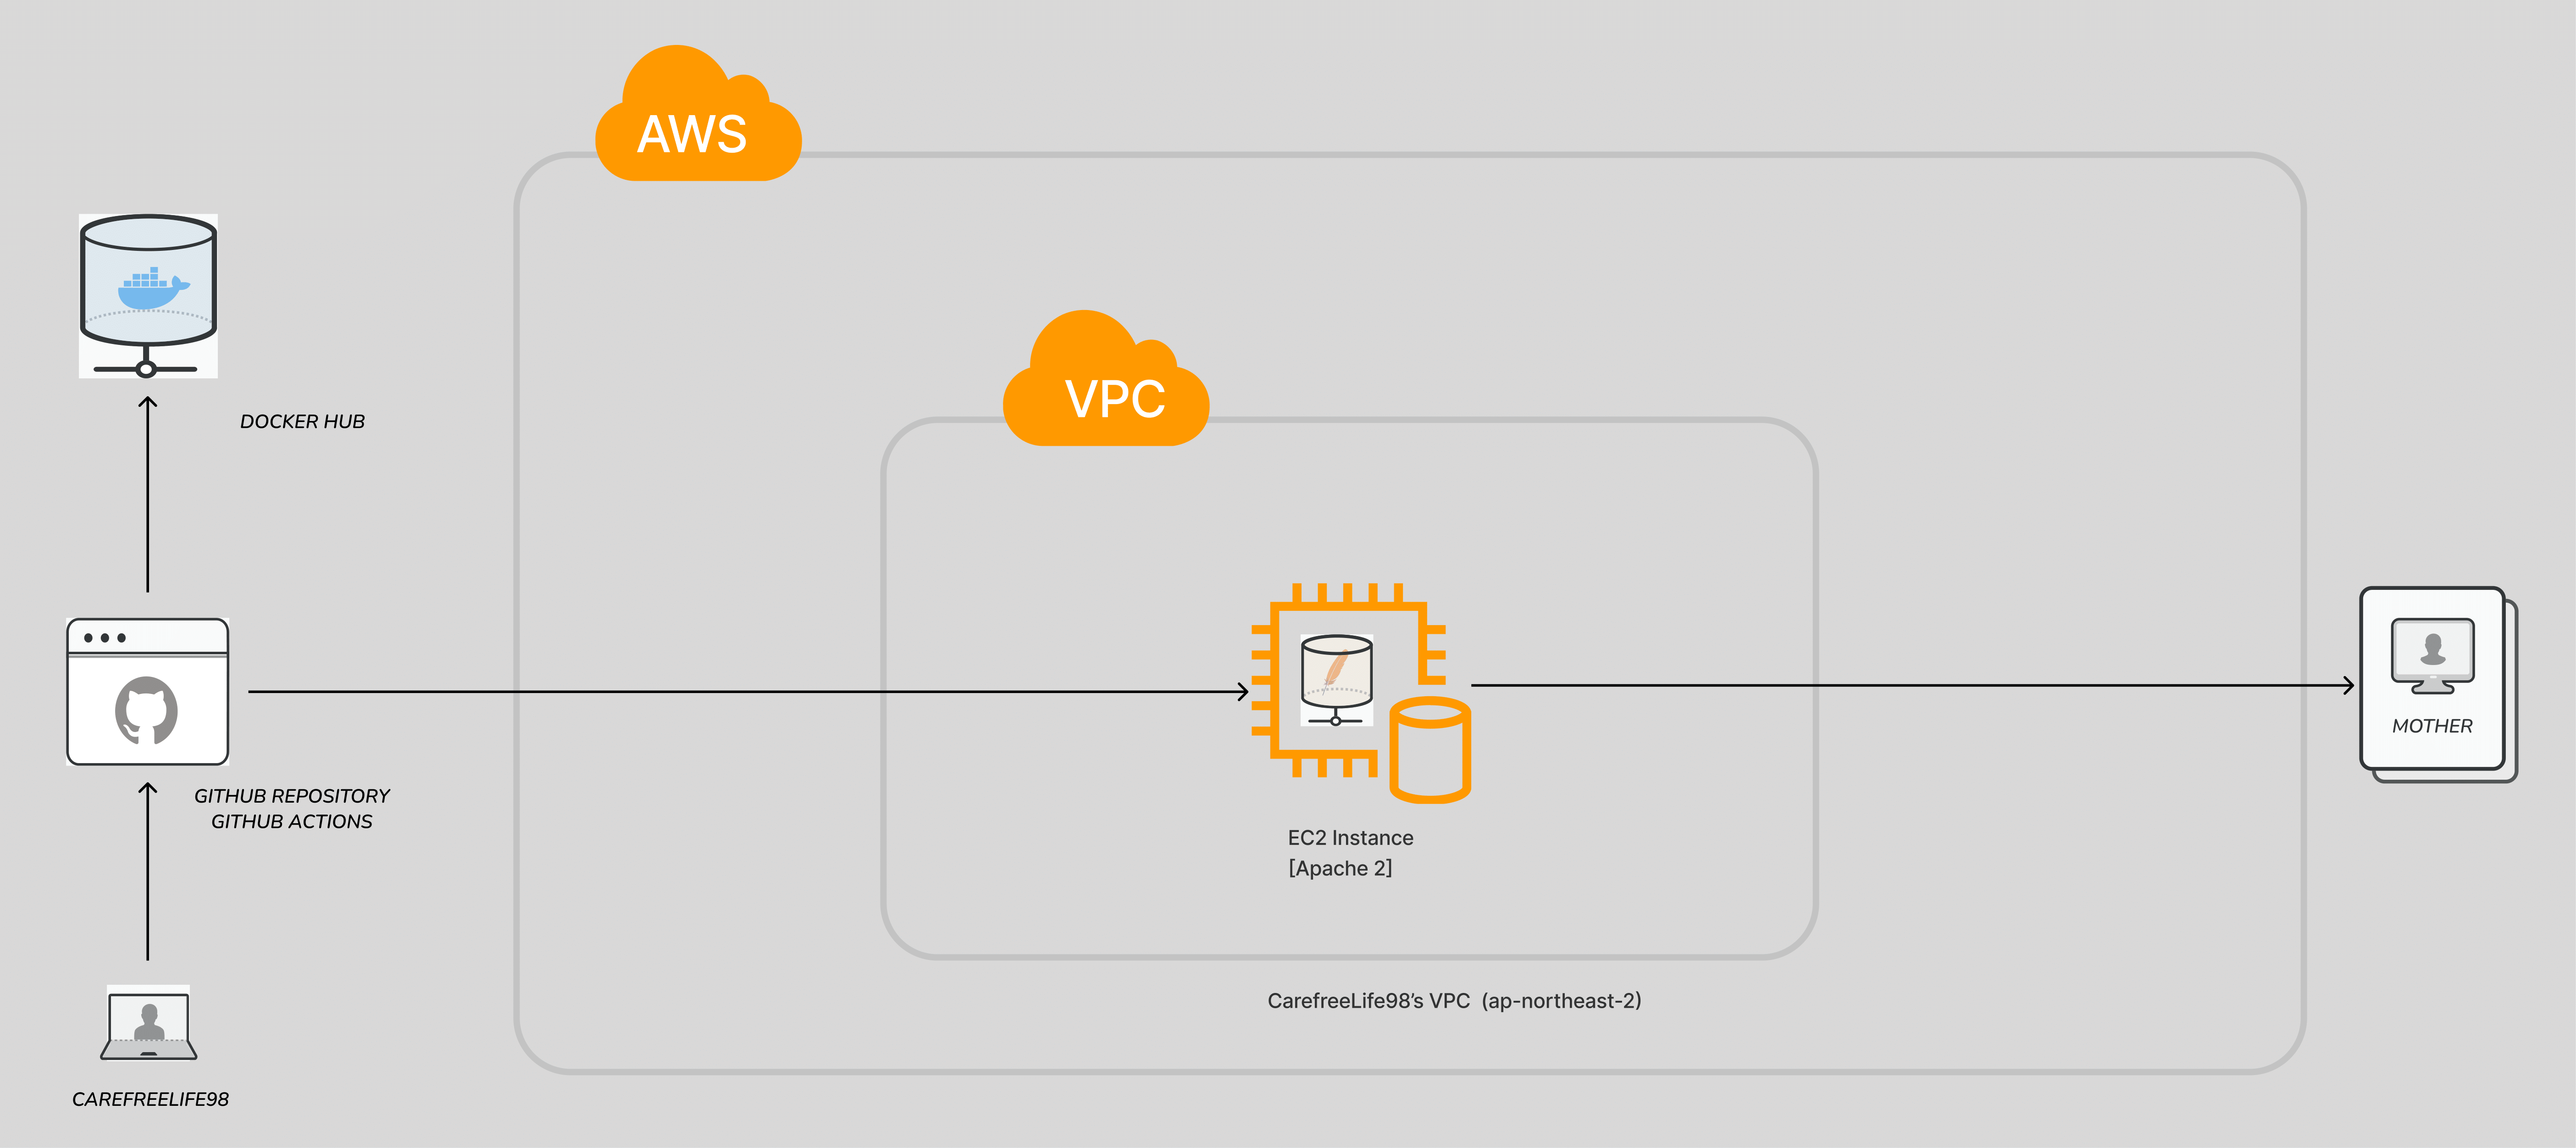 AWS
VPC
DOCKER HUB
GITHUB REPOSITORY
GITHUB ACTIONS
CAREFREELIFE98
EC2 Instance
[Apache 2]
CarefreeLife98’s VPC (ap-northeast-2)
MOTHER